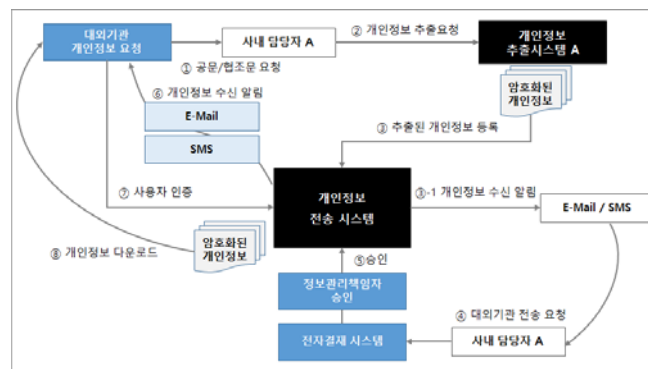 대외기관
개인정보 요청
사내 담당자 A
② 개인정보 추출요청
개인정보
추출시스템 A
① 공문/협조문 요청
⑥ 개인정보 수신 알림
E-Mail
SMS
암호화된
개인정보
③ 추출된 개인정보 등록
⑦ 사용자 인증
개인정보
전송 시스템
③-1 개인정보 수신 알림
E-Mail / SMS
암호화된
개인정보
⑧ 개인정보 다운로드
⑤승인
정보관리책임자
승인
④ 대외기관 전송 요청
전자결재 시스템
사내 담당자 A